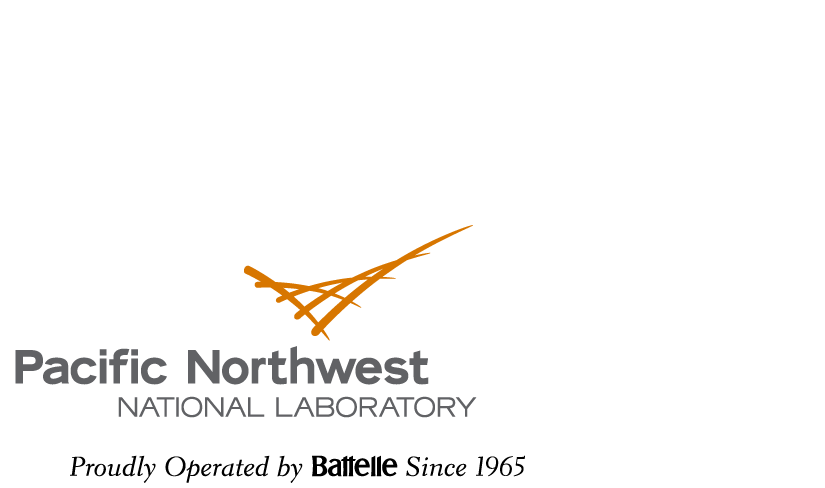 Pacific Northwest
NATIONAL LABORATORY
Proudly Operated by Battelle Since 1965